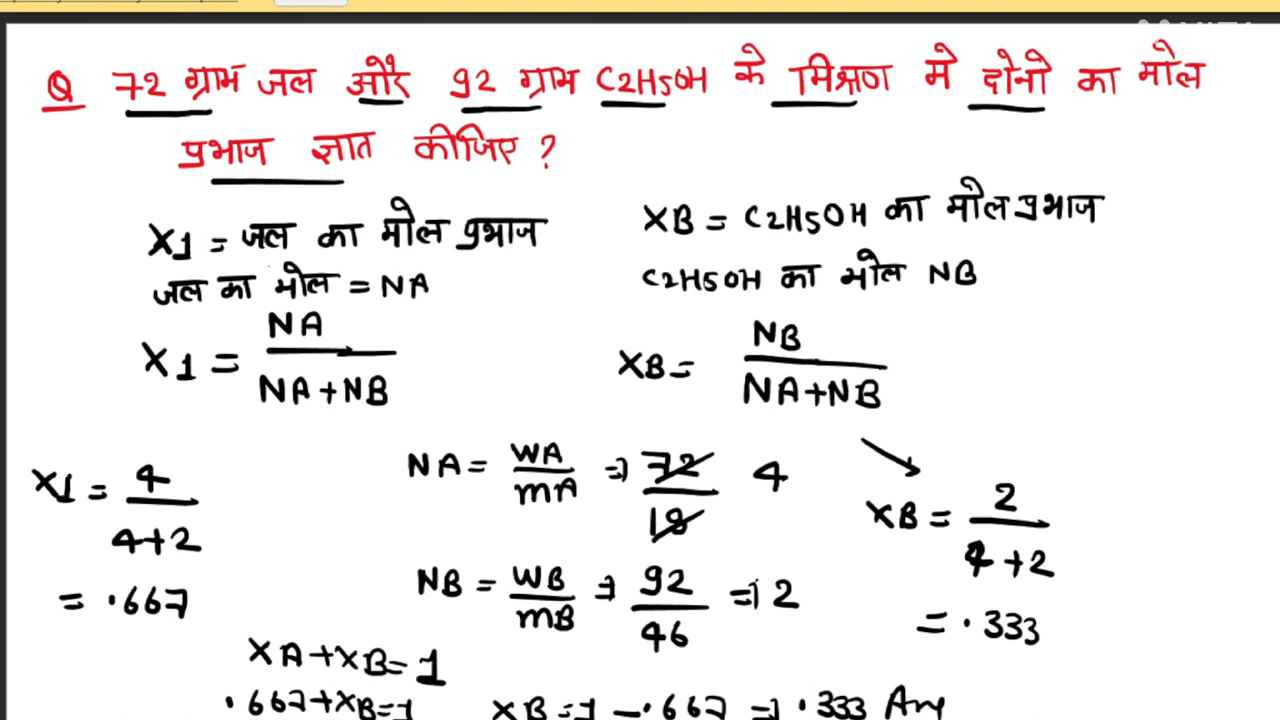 Q 72 ग्राम जल और 92 ग्राम C2H5OH के मिश्रण मे दोनो का मोल
प्रभाज ज्ञात कीजिए ?
X1 = जल का मोल प्रभाज
जल का मोल = NA
X1 = NA / NA+NB
XB = C2H5OH का मोल प्रभाज
C2H5OH का मोल NB
XB = NB / NA+NB
X1 = 4 / 4+2
= .667
NA = WA / mA ⇒ 72 / 18 4
NB = WB / mB ⇒ 92 / 46 ⇒ 2
XB = 2 / 4+2
= .333
XA+XB=1
.667+XB=1
XB=1-.667 ⇒ .333 Ans